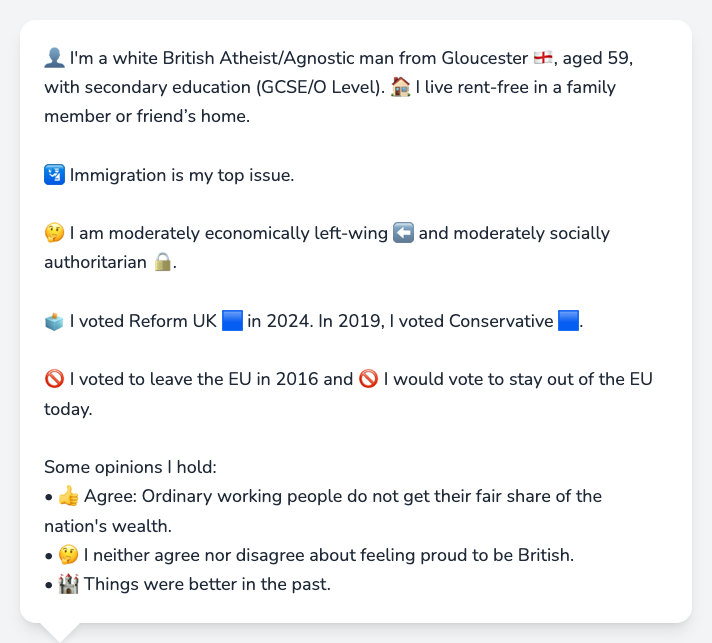 👤 I'm a white British Atheist/Agnostic man from Gloucester 🏴󠁧󠁢󠁥󠁮󠁧󠁿, aged 59,
with secondary education (GCSE/O Level). 🏠 I live rent-free in a family
member or friend’s home.
🛂 Immigration is my top issue.
🤔 I am moderately economically left-wing ⬅️ and moderately socially
authoritarian 🔒.
🗳️ I voted Reform UK 🟦 in 2024. In 2019, I voted Conservative 🟦.
🚫 I voted to leave the EU in 2016 and 🚫 I would vote to stay out of the EU
today.
Some opinions I hold:
• 👍 Agree: Ordinary working people do not get their fair share of the
nation's wealth.
• 🤔 I neither agree nor disagree about feeling proud to be British.
• 🏰 Things were better in the past.